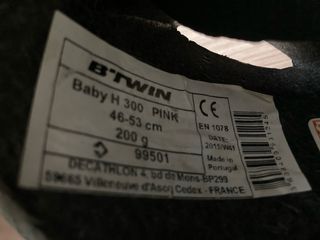 B'TWIN
Baby H 300 PINK
46-53 cm
200 g
99501
DECATHLON 4, bd de Mons-BP299
59665 Villeneuve d'Ascq Cedex - FRANCE
CE
EN 1078
DATE:
2015/W41
Made in
Portugal